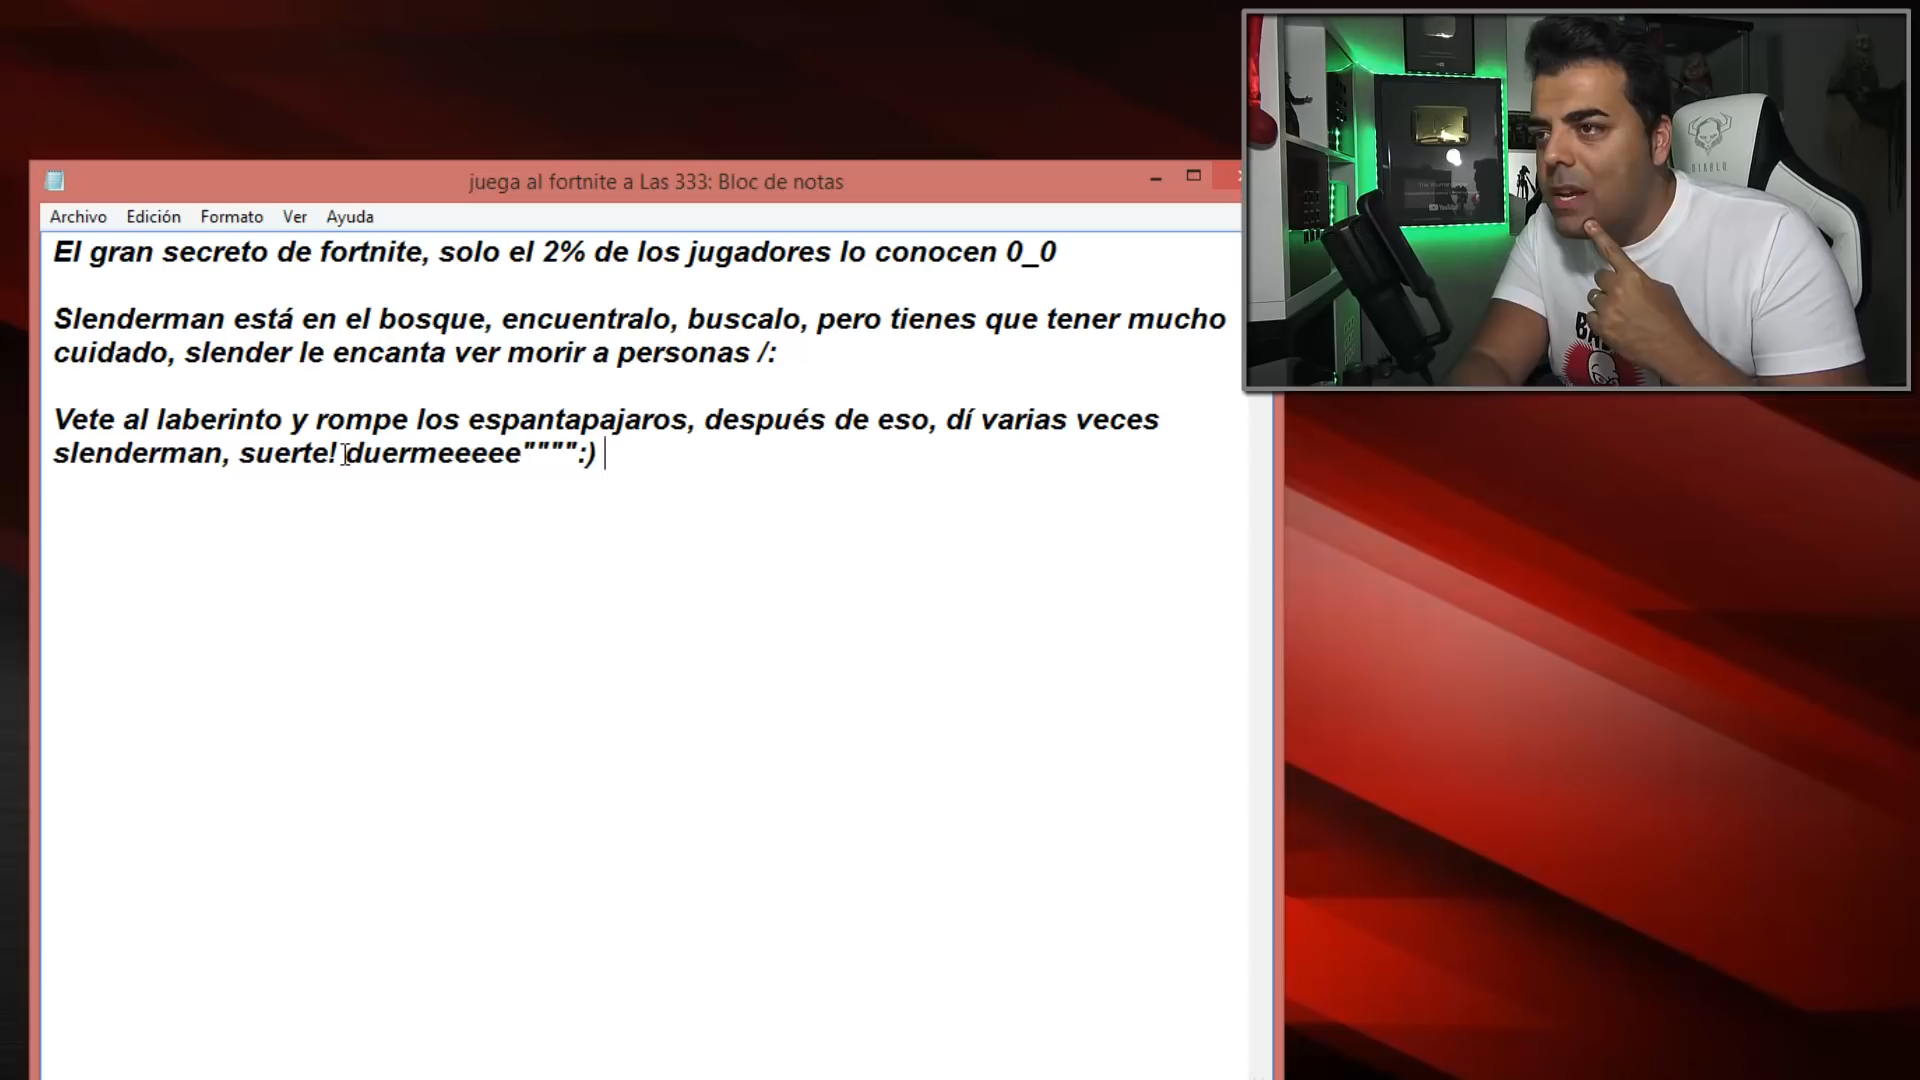 juega al fortnite a Las 333: Bloc de notas
Archivo Edición Formato Ver Ayuda
El gran secreto de fortnite, solo el 2% de los jugadores lo conocen 0_0
Slenderman está en el bosque, encuentralo, buscalo, pero tienes que tener mucho
cuidado, slender le encanta ver morir a personas /:
Vete al laberinto y rompe los espantapajaros, después de eso, dí varias veces
slenderman, suerte! duermeeeee"""":)
DIABLO
YouTube